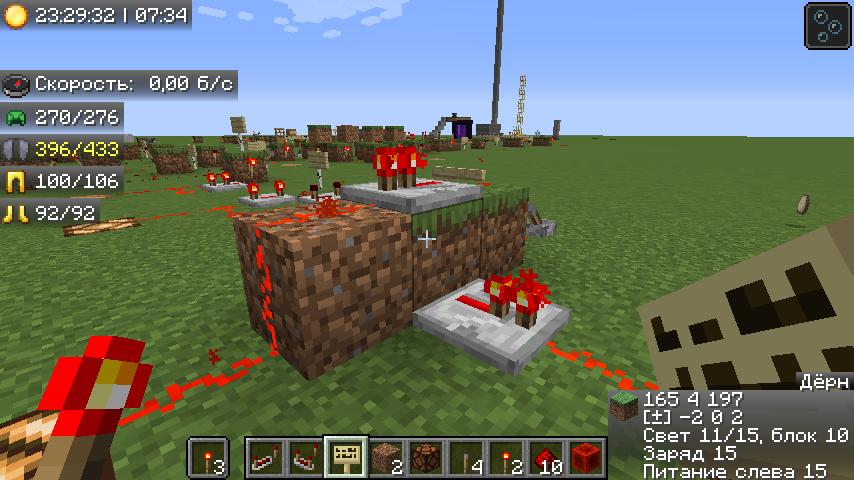 23:29:32 | 07:34
Скорость: 0,00 б/с
270/276
396/433
100/106
92/92
Дёрн
165 4 197
[±] -2 0 2
Свет 11/15, блок 10
Заряд 15
Питание слева 15
3
2
4
2
10